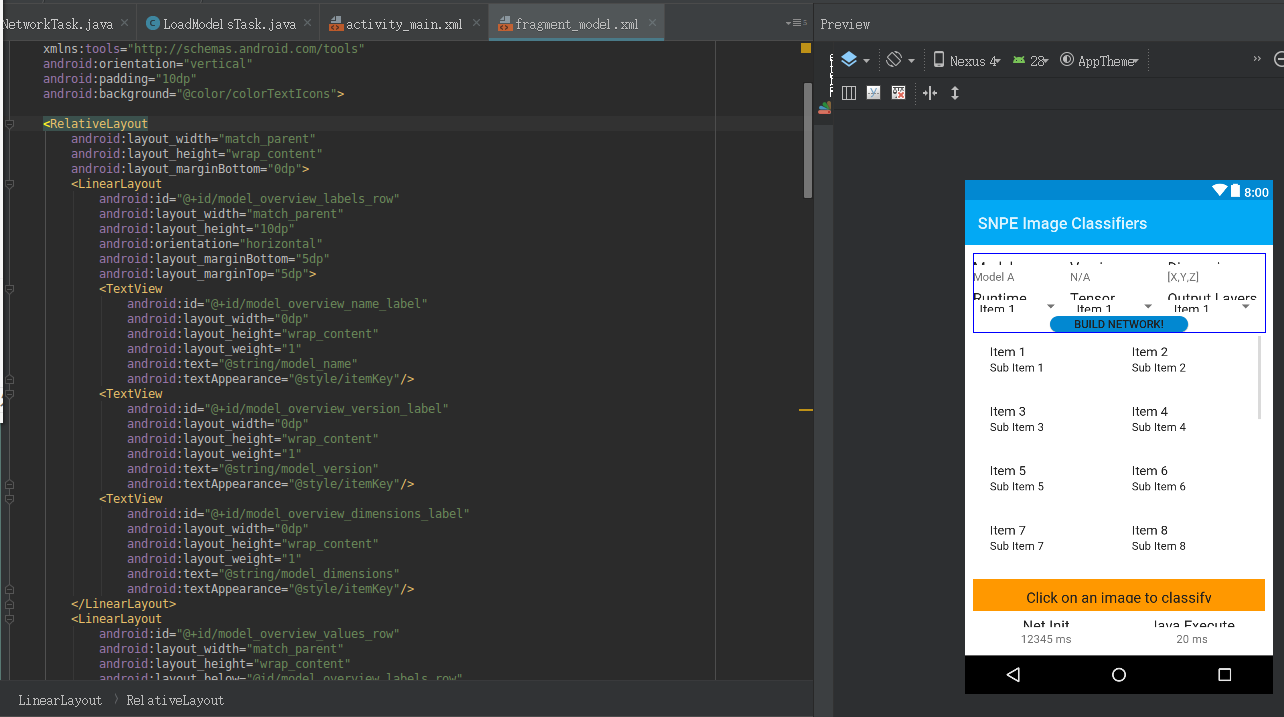 NetworkTask.java LoadModelsTask.java activity_main.xml fragment_model.xml
xmlns:tools="http://schemas.android.com/tools"
android:orientation="vertical"
android:padding="10dp"
android:background="@color/colorTextIcons">
<RelativeLayout
android:layout_width="match_parent"
android:layout_height="wrap_content"
android:layout_marginBottom="0dp">
<LinearLayout
android:id="@+id/model_overview_labels_row"
android:layout_width="match_parent"
android:layout_height="10dp"
android:orientation="horizontal"
android:layout_marginBottom="5dp"
android:layout_marginTop="5dp">
<TextView
android:id="@+id/model_overview_name_label"
android:layout_width="0dp"
android:layout_height="wrap_content"
android:layout_weight="1"
android:text="@string/model_name"
android:textAppearance="@style/itemKey"/>
<TextView
android:id="@+id/model_overview_version_label"
android:layout_width="0dp"
android:layout_height="wrap_content"
android:layout_weight="1"
android:text="@string/model_version"
android:textAppearance="@style/itemKey"/>
<TextView
android:id="@+id/model_overview_dimensions_label"
android:layout_width="0dp"
android:layout_height="wrap_content"
android:layout_weight="1"
android:text="@string/model_dimensions"
android:textAppearance="@style/itemKey"/>
</LinearLayout>
<LinearLayout
android:id="@+id/model_overview_values_row"
android:layout_width="match_parent"
android:layout_height="wrap_content"
android:layout_below="@id/model_overview_labels_row"
LinearLayout RelativeLayout
Preview
Nexus 4 28 AppTheme
8:00
SNPE Image Classifiers
Model A N/A [X,Y,Z]
Runtime Tensor Output Layers
Item 1 Item 1 Item 1
BUILD NETWORK!
Item 1 Item 2
Sub Item 1 Sub Item 2
Item 3 Item 4
Sub Item 3 Sub Item 4
Item 5 Item 6
Sub Item 5 Sub Item 6
Item 7 Item 8
Sub Item 7 Sub Item 8
Click on an image to classify
Net Init Java Execute
12345 ms 20 ms